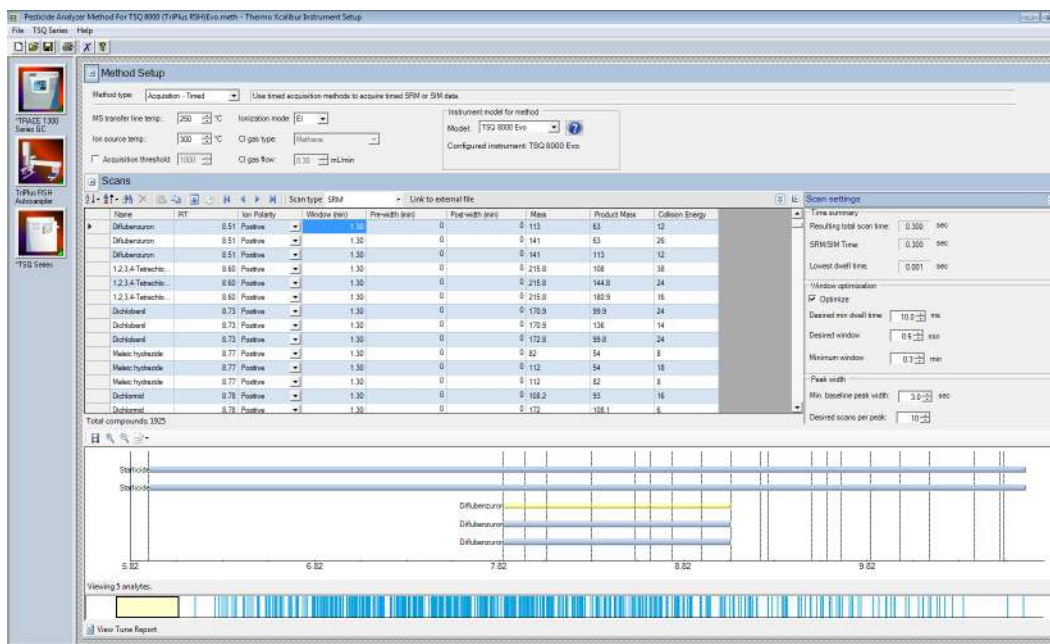 Pesticide Analyzer Method For TSQ 8000 (TriPlus RSH)Evo.meth - Thermo Xcalibur Instrument Setup
File TSQ Series Help
Method Setup
Method type: Acquisition - Timed Use timed acquisition methods to acquire timed SRM or SIM data.
MS transfer line temp.: 250 °C Ionization mode: EI
Ion source temp.: 300 °C CI gas type: Methane
Acquisition threshold: 1000 CI gas flow: mL/min
Instrument model for method
Model: TSQ 8000 Evo
Configured instrument: TSQ 8000 Evo
*TRACE 1300 Series GC
TriPlus RSH Autosampler
*TSQ Series
Scans
Scan type: SRM Link to external file
Name RT Ion Polarity Window (min) Pre-width (min) Post-width (min) Mass Product Mass Collision Energy
Diflubenzuron 8.51 Positive 1.30 0 0 113 63 12
Diflubenzuron 8.51 Positive 1.30 0 0 141 63 26
Diflubenzuron 8.51 Positive 1.30 0 0 141 113 12
1,2,3,4-Tetrachlo... 8.60 Positive 1.30 0 0 215.8 108 38
1,2,3,4-Tetrachlo... 8.60 Positive 1.30 0 0 215.8 144.8 24
1,2,3,4-Tetrachlo... 8.60 Positive 1.30 0 0 215.8 180.9 16
Dichlobenil 8.73 Positive 1.30 0 0 170.9 99.9 24
Dichlobenil 8.73 Positive 1.30 0 0 170.9 136 14
Dichlobenil 8.73 Positive 1.30 0 0 172.8 99.8 24
Maleic hydrazide 8.77 Positive 1.30 0 0 82 54 8
Maleic hydrazide 8.77 Positive 1.30 0 0 112 54 18
Maleic hydrazide 8.77 Positive 1.30 0 0 112 82 8
Dichlormid 8.78 Positive 1.30 0 0 108.2 93 16
Dichlormid 8.78 Positive 1.30 0 0 172 108.1 6
Total compounds: 1925
Scan settings
Time summary
Resulting total scan time: 0.300 sec
SRM/SIM Time: 0.300 sec
Lowest dwell time: 0.001 sec
Window optimization
Optimize
Desired min dwell time: 10.0 ms
Desired window 0.6 min
Minimum window 0.3 min
Peak width
Min. baseline peak width: 3.0 sec
Desired scans per peak: 10
Starlicide
Starlicide
Diflubenzuron
Diflubenzuron
Diflubenzuron
5.82 6.82 7.82 8.82 9.82
Viewing 5 analytes.
View Tune Report